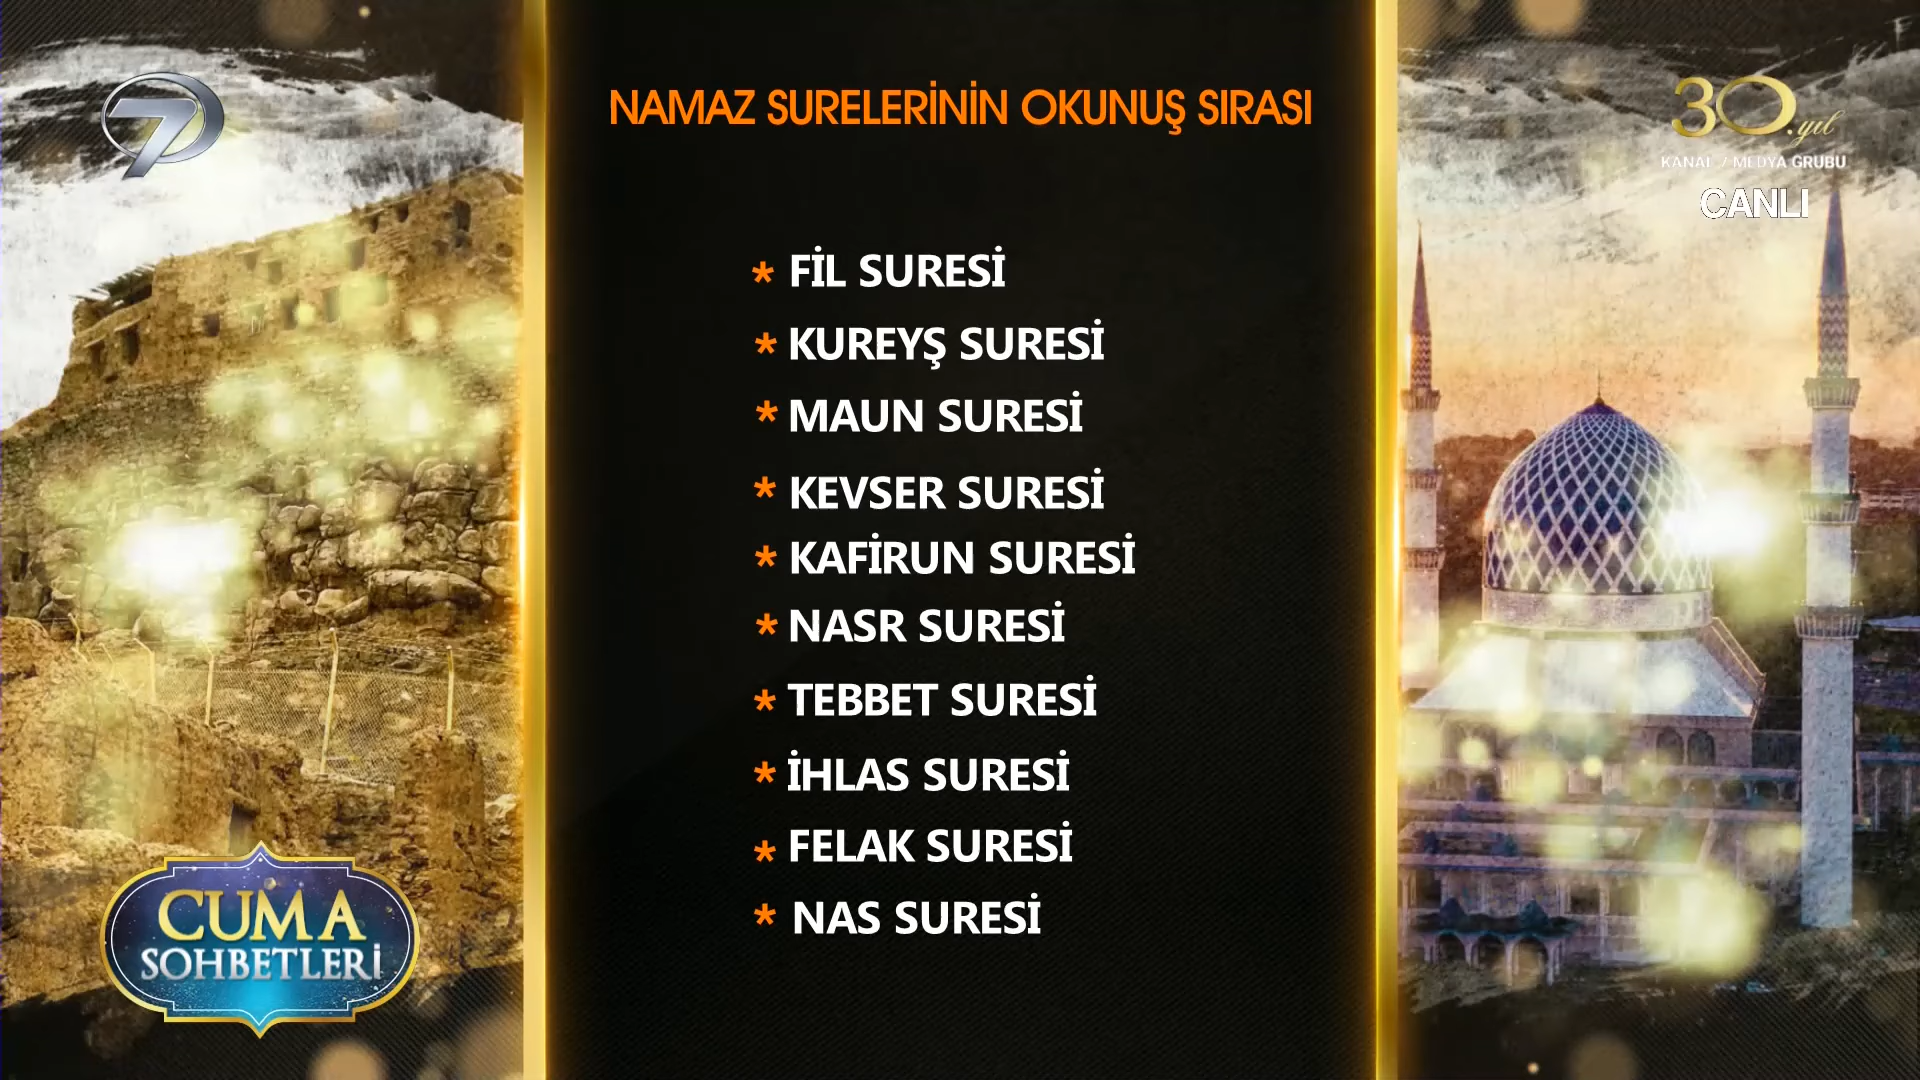 7
NAMAZ SURELERİNİN OKUNUŞ SIRASI
30.yıl
KANAL 7 MEDYA GRUBU
CANLI
* FİL SURESİ
* KUREYŞ SURESİ
* MAUN SURESİ
* KEVSER SURESİ
* KAFİRUN SURESİ
* NASR SURESİ
* TEBBET SURESİ
* İHLAS SURESİ
* FELAK SURESİ
* NAS SURESİ
CUMA
SOHBETLERİ